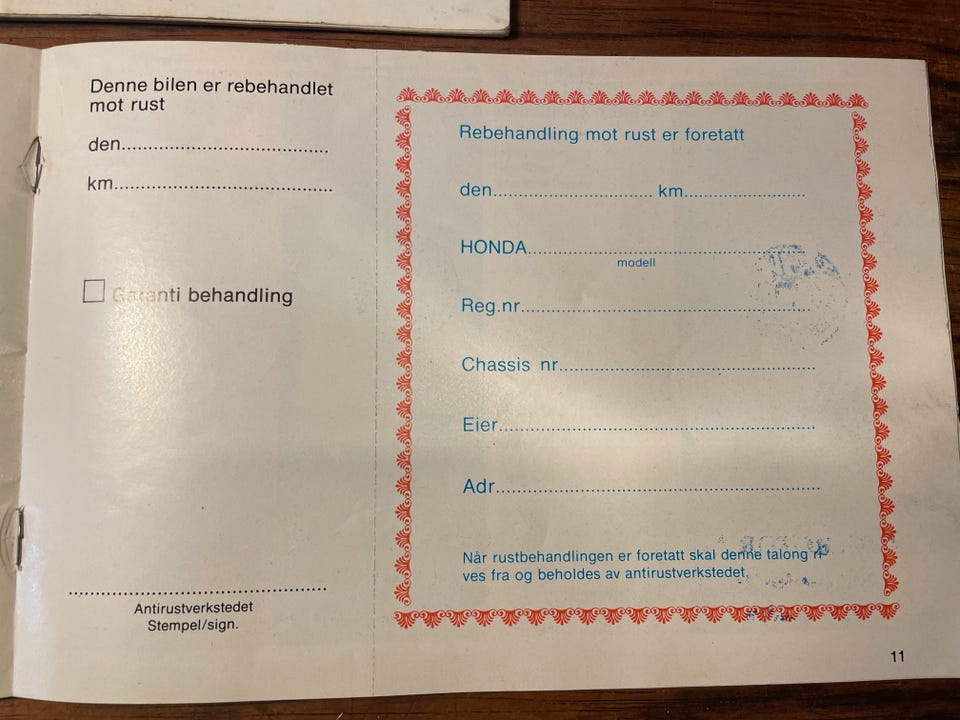 Denne bilen er rebehandlet
mot rust
den......................................
km.........................................
Garanti behandling
.................................................
Antirustverkstedet
Stempel/sign.
Rebehandling mot rust er foretatt
den.............................. km.......................
HONDA.....................................................
modell
Reg.nr......................................................
Chassis nr................................................
Eier...........................................................
Adr.............................................................
Når rustbehandlingen er foretatt skal denne talong ri
ves fra og beholdes av antirustverkstedet.
11